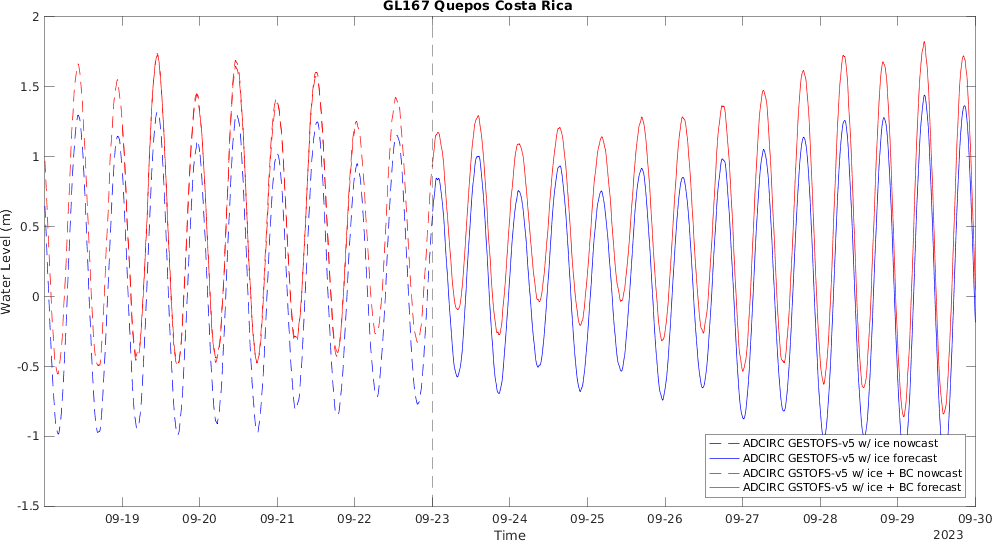 GL167 Quepos Costa Rica
2
1.5
1
0.5
0
-0.5
-1
-1.5
Water Level (m)
ADCIRC GESTOFS-v5 w/ ice nowcast
ADCIRC GESTOFS-v5 w/ ice forecast
ADCIRC GSTOFS-v5 w/ ice + BC nowcast
ADCIRC GSTOFS-v5 w/ ice + BC forecast
09-19 09-20 09-21 09-22 09-23 09-24 09-25 09-26 09-27 09-28 09-29 09-30
Time
2023